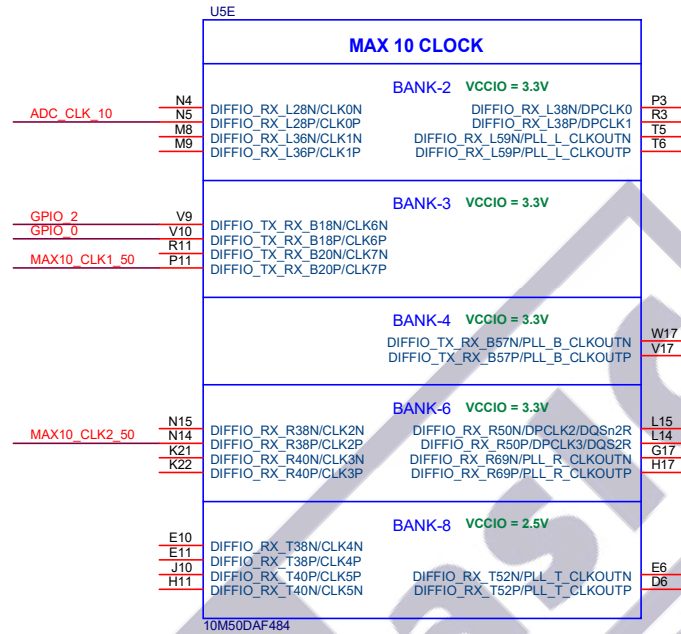 U5E
MAX 10 CLOCK
BANK-2 VCCIO = 3.3V
N4 DIFFIO_RX_L28N/CLK0N DIFFIO_RX_L38N/DPCLK0 P3
ADC_CLK_10 N5 DIFFIO_RX_L28P/CLK0P DIFFIO_RX_L38P/DPCLK1 R3
M8 DIFFIO_RX_L36N/CLK1N DIFFIO_RX_L59N/PLL_L_CLKOUTN T5
M9 DIFFIO_RX_L36P/CLK1P DIFFIO_RX_L59P/PLL_L_CLKOUTP T6
BANK-3 VCCIO = 3.3V
GPIO_2 V9 DIFFIO_TX_RX_B18N/CLK6N
GPIO_0 V10 DIFFIO_TX_RX_B18P/CLK6P
R11 DIFFIO_TX_RX_B20N/CLK7N
MAX10_CLK1_50 P11 DIFFIO_TX_RX_B20P/CLK7P
BANK-4 VCCIO = 3.3V
DIFFIO_TX_RX_B57N/PLL_B_CLKOUTN W17
DIFFIO_TX_RX_B57P/PLL_B_CLKOUTP V17
BANK-6 VCCIO = 3.3V
N15 DIFFIO_RX_R38N/CLK2N DIFFIO_RX_R50N/DPCLK2/DQSn2R L15
MAX10_CLK2_50 N14 DIFFIO_RX_R38P/CLK2P DIFFIO_RX_R50P/DPCLK3/DQS2R L14
K21 DIFFIO_RX_R40N/CLK3N DIFFIO_RX_R69N/PLL_R_CLKOUTN G17
K22 DIFFIO_RX_R40P/CLK3P DIFFIO_RX_R69P/PLL_R_CLKOUTP H17
BANK-8 VCCIO = 2.5V
E10 DIFFIO_RX_T38N/CLK4N
E11 DIFFIO_RX_T38P/CLK4P
J10 DIFFIO_RX_T40P/CLK5P DIFFIO_RX_T52N/PLL_T_CLKOUTN E6
H11 DIFFIO_RX_T40N/CLK5N DIFFIO_RX_T52P/PLL_T_CLKOUTP D6
10M50DAF484
asic